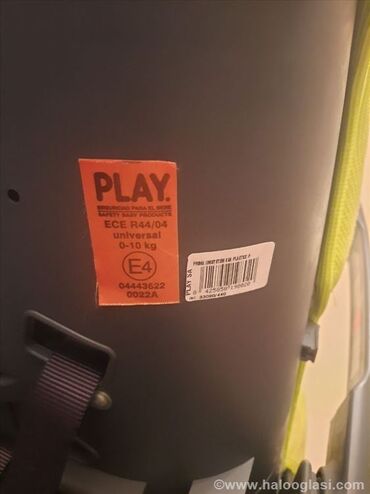 PLAY.
SEGURIDAD PARA EL BEBE
SAFETY BABY PRODUCTS
ECE R44/04
universal
0-10 kg
E4
04443622
0022A
PLAY SA
©www.halooglasi.com